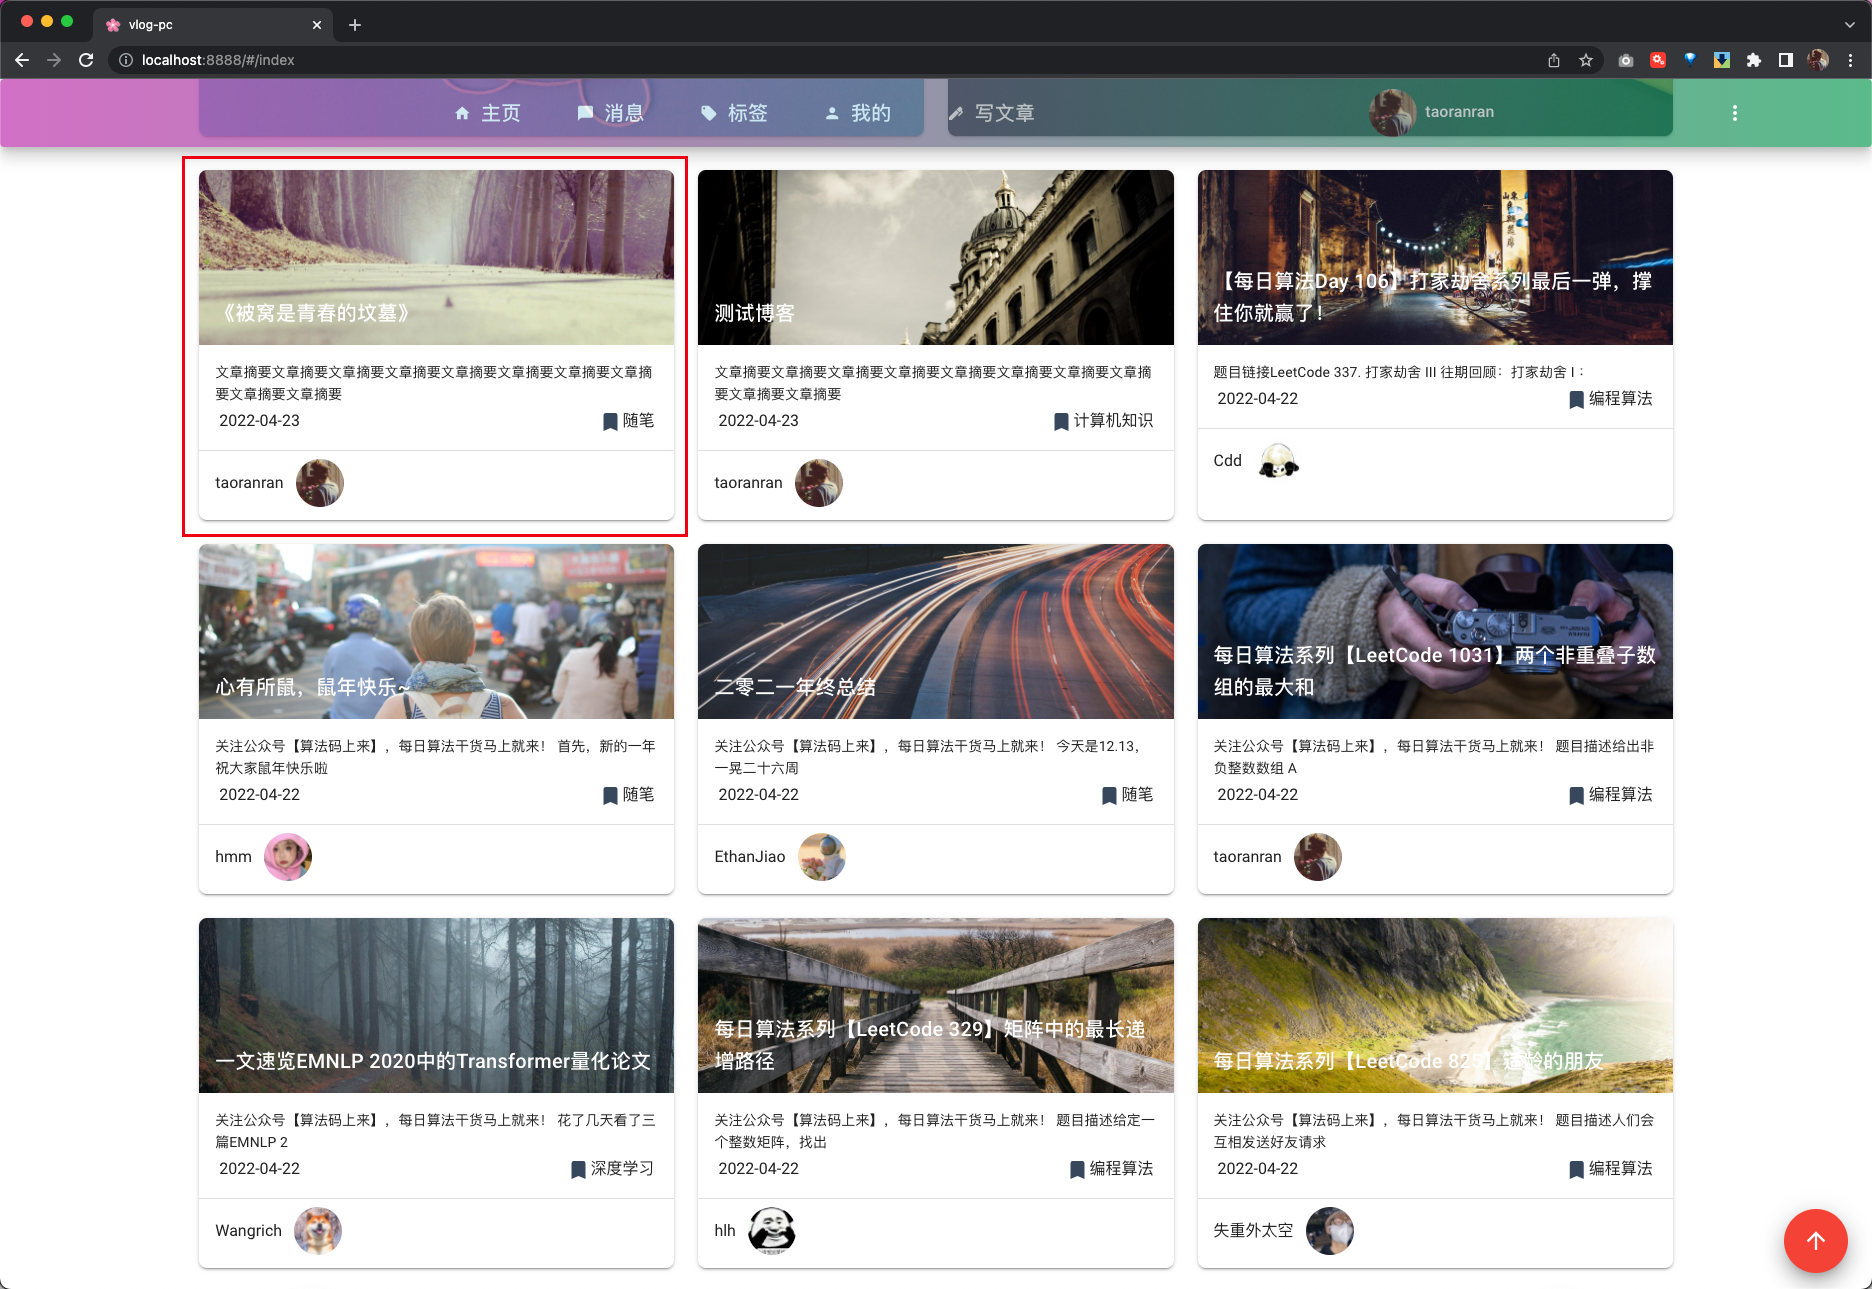 vlog-pc
localhost:8888/#/index
主页
消息
标签
我的
写文章
taoranran
《被窝是青春的坟墓》
文章摘要文章摘要文章摘要文章摘要文章摘要文章摘要文章摘要文章摘
要文章摘要文章摘要
2022-04-23
随笔
taoranran
测试博客
文章摘要文章摘要文章摘要文章摘要文章摘要文章摘要文章摘要文章摘
要文章摘要文章摘要
2022-04-23
计算机知识
taoranran
【每日算法Day 106】打家劫舍系列最后一弹，撑
住你就赢了！
题目链接LeetCode 337. 打家劫舍 III 往期回顾：打家劫舍 I：
2022-04-22
编程算法
Cdd
心有所鼠，鼠年快乐~
关注公众号【算法码上来】，每日算法干货马上就来！ 首先，新的一年
祝大家鼠年快乐啦
2022-04-22
随笔
hmm
二零二一年终总结
关注公众号【算法码上来】，每日算法干货马上就来！ 今天是12.13，
一晃二十六周
2022-04-22
随笔
EthanJiao
每日算法系列【LeetCode 1031】两个非重叠子数
组的最大和
关注公众号【算法码上来】，每日算法干货马上就来！ 题目描述给出非
负整数数组 A
2022-04-22
编程算法
taoranran
一文速览EMNLP 2020中的Transformer量化论文
关注公众号【算法码上来】，每日算法干货马上就来！ 花了几天看了三
篇EMNLP 2
2022-04-22
深度学习
Wangrich
每日算法系列【LeetCode 329】矩阵中的最长递
增路径
关注公众号【算法码上来】，每日算法干货马上就来！ 题目描述给定一
个整数矩阵，找出
2022-04-22
编程算法
hlh
每日算法系列【LeetCode 825】适龄的朋友
关注公众号【算法码上来】，每日算法干货马上就来！ 题目描述人们会
互相发送好友请求
2022-04-22
编程算法
失重外太空